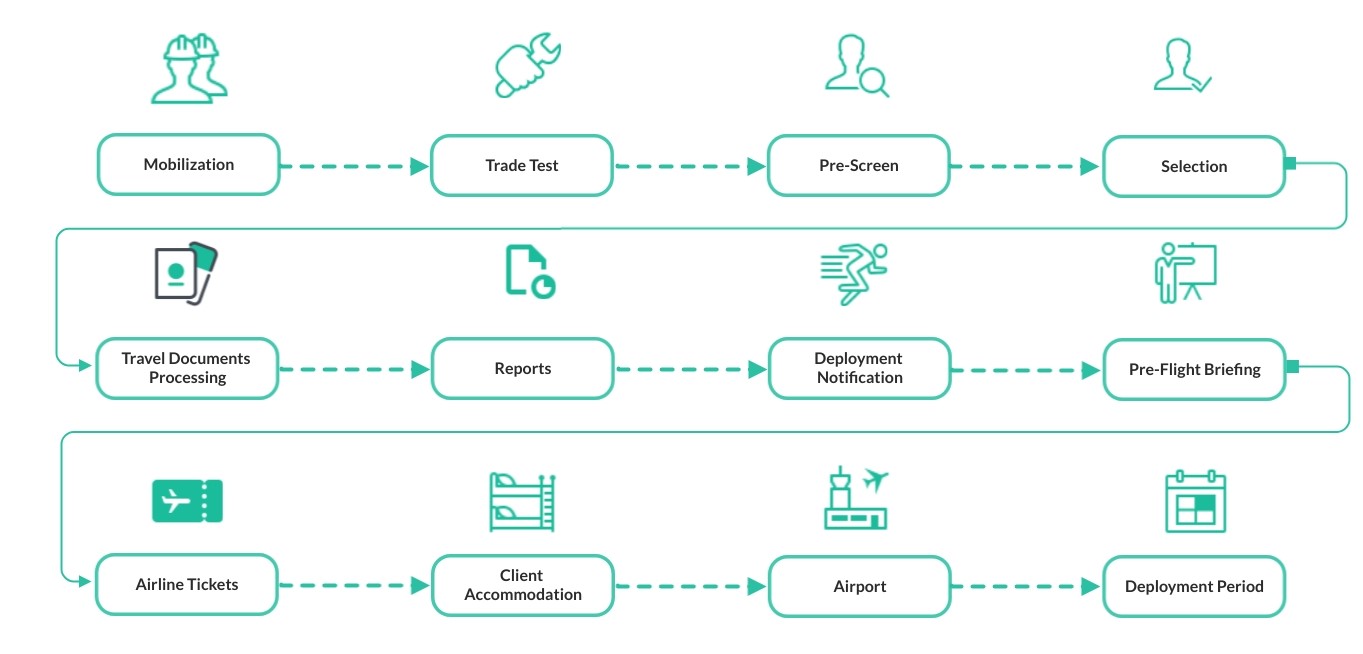 Mobilization
Trade Test
Pre-Screen
Selection
Travel Documents
Processing
Reports
Deployment
Notification
Pre-Flight Briefing
Airline Tickets
Client
Accommodation
Airport
Deployment Period